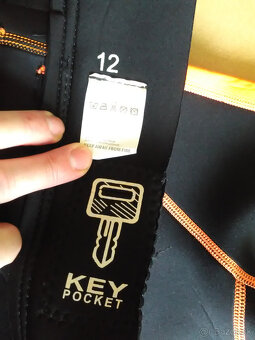 12
KEEP AWAY FROM FIRE
KEY
POCKET